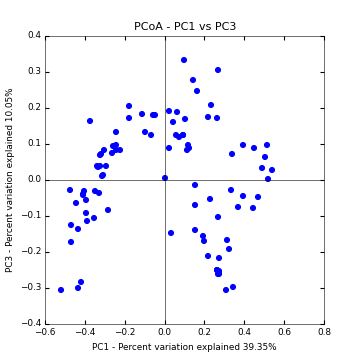 PCoA - PC1 vs PC3
0.4
0.3
0.2
0.1
0.0
−0.1
−0.2
−0.3
−0.4
−0.6 −0.4 −0.2 0.0 0.2 0.4 0.6 0.8
PC3 - Percent variation explained 10.05%
PC1 - Percent variation explained 39.35%